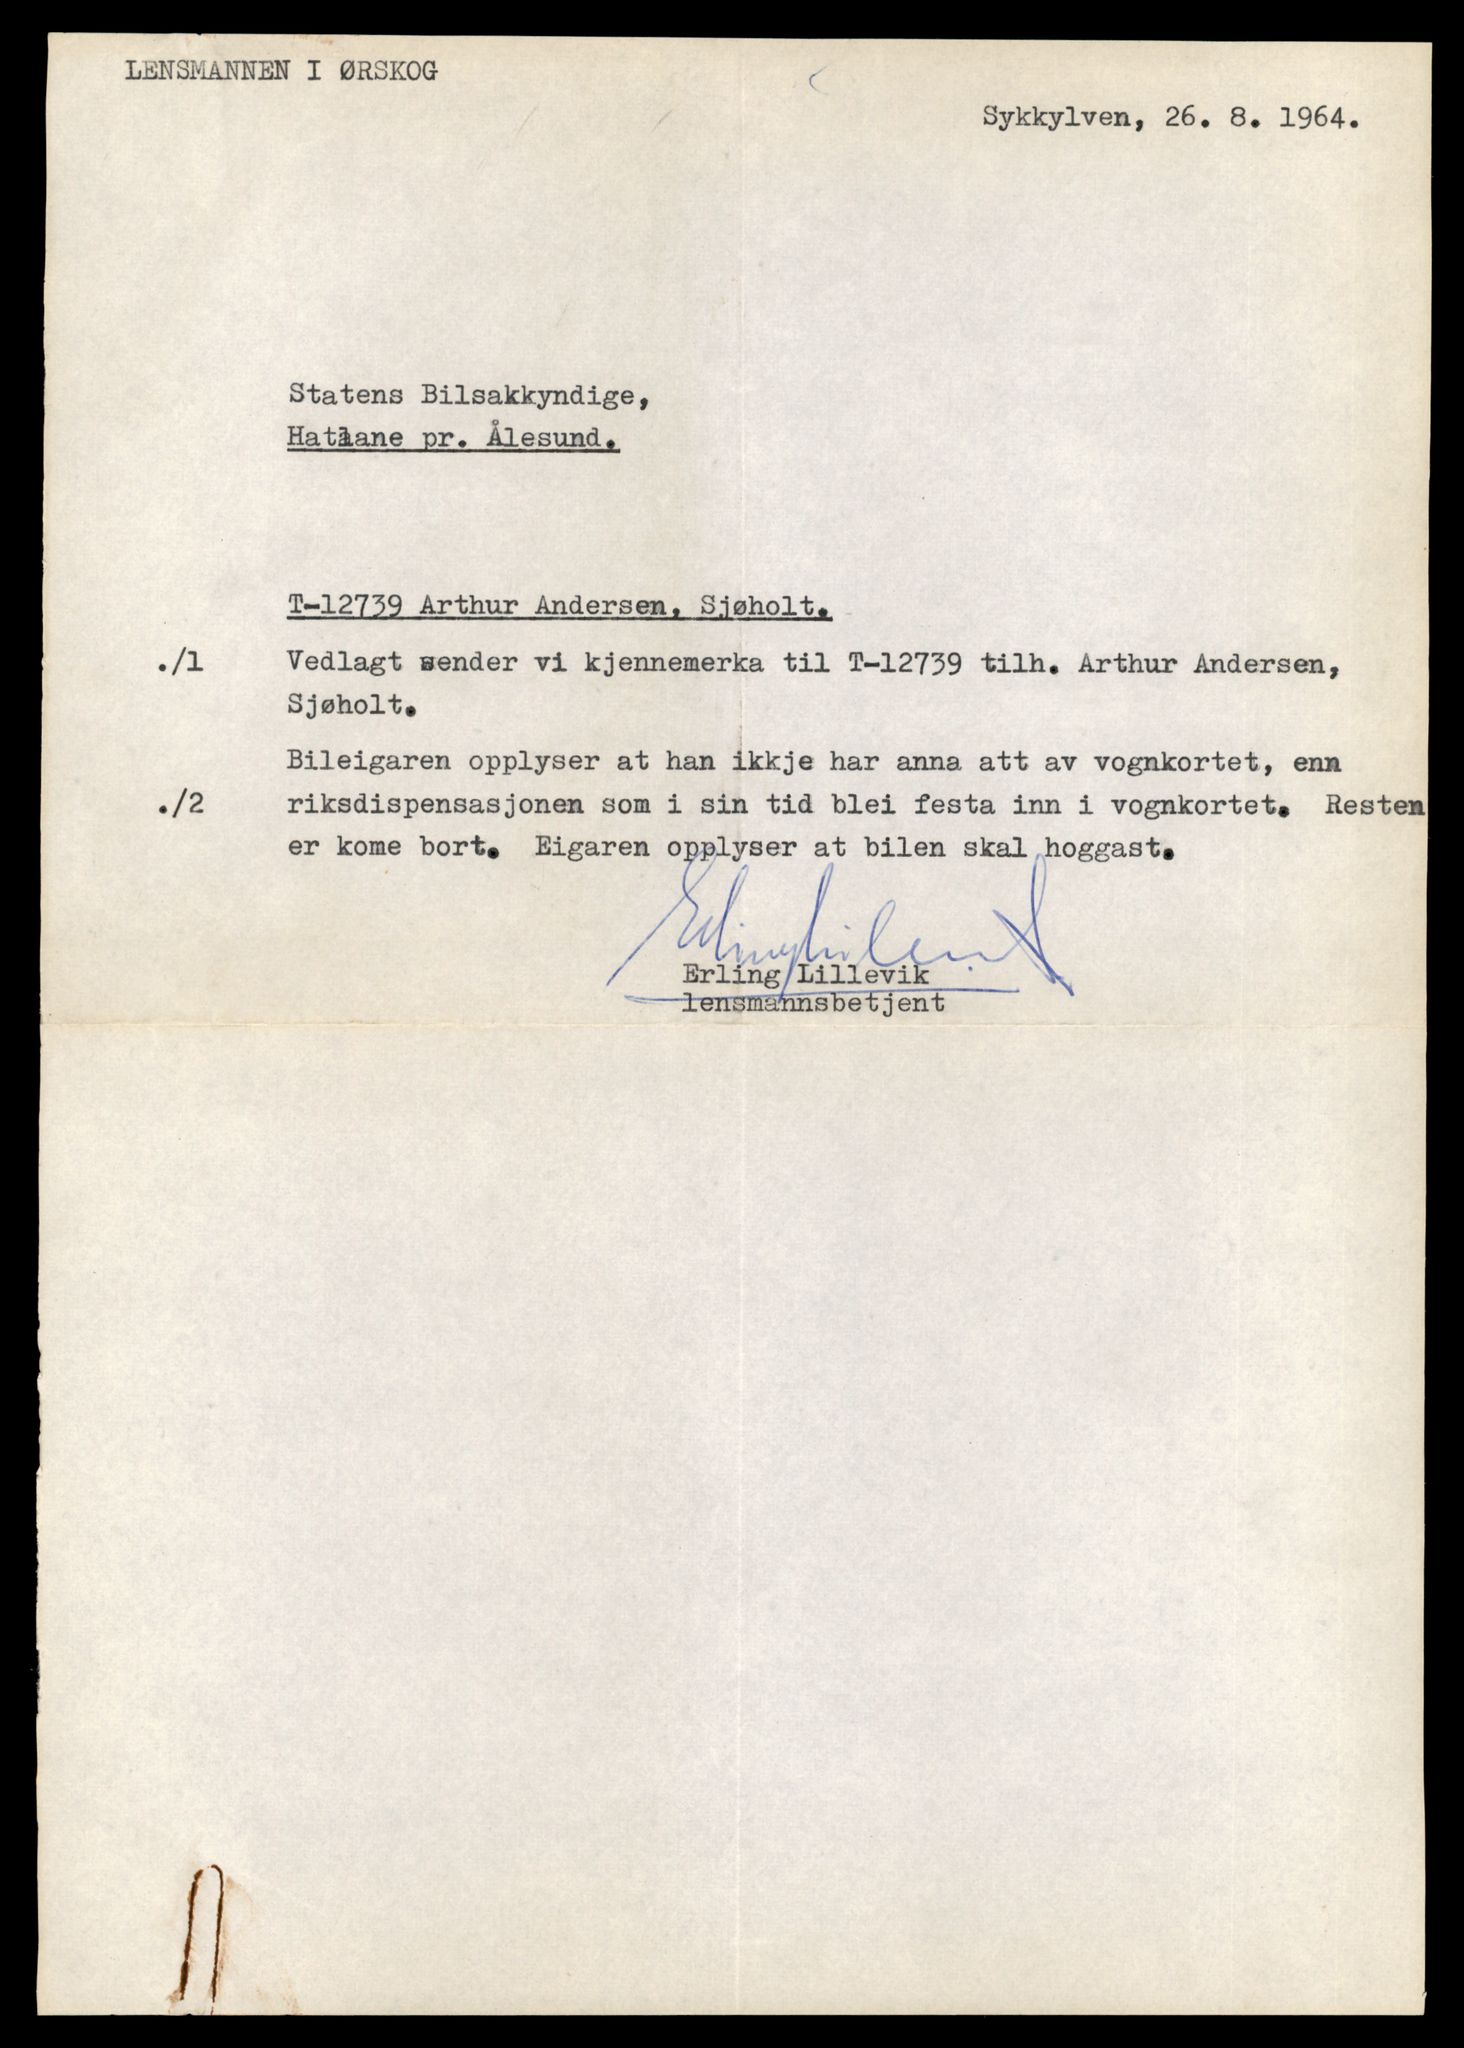 LENSMANNEN I ØRSKOG
Sykkylven, 26. 8. 1964.
Statens Bilsakkyndige,
Hatlane pr. Ålesund.
T-12739 Arthur Andersen, Sjøholt.
./1 Vedlagt sender vi kjennemerka til T-12739 tilh. Arthur Andersen,
Sjøholt.
Bileigaren opplyser at han ikkje har anna att av vognkortet, enn
./2 riksdispensasjonen som i sin tid blei festa inn i vognkortet. Resten
er kome bort. Eigaren opplyser at bilen skal hoggast.
Erling Lillevik
Erling Lillevik
lensmannsbetjent